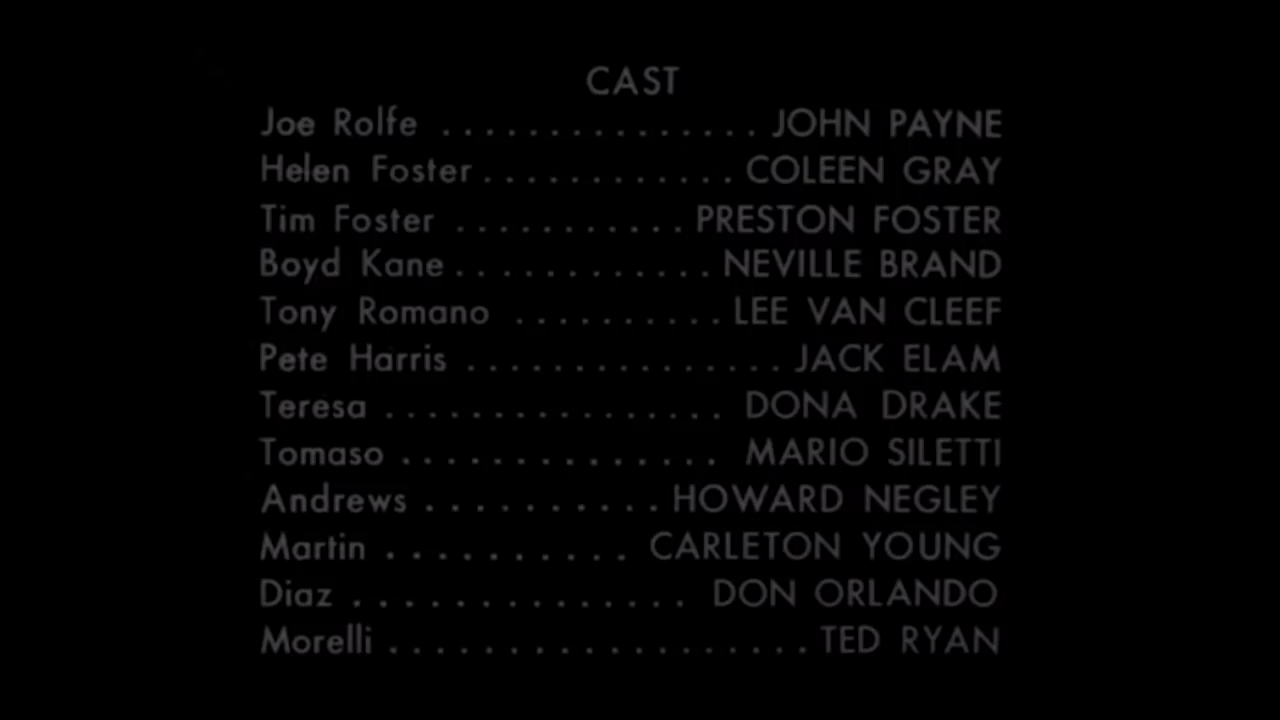 CAST
Joe Rolfe ............... JOHN PAYNE
Helen Foster ............ COLEEN GRAY
Tim Foster ........... PRESTON FOSTER
Boyd Kane ............ NEVILLE BRAND
Tony Romano .......... LEE VAN CLEEF
Pete Harris ............... JACK ELAM
Teresa ................ DONA DRAKE
Tomaso ............... MARIO SILETTI
Andrews ........... HOWARD NEGLEY
Martin .......... CARLETON YOUNG
Diaz ............... DON ORLANDO
Morelli .................... TED RYAN